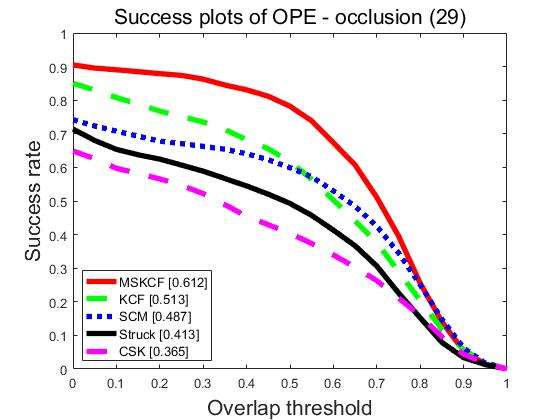 Success plots of OPE - occlusion (29)
Success rate
1
0.9
0.8
0.7
0.6
0.5
0.4
0.3
0.2
0.1
0
MSKCF [0.612]
KCF [0.513]
SCM [0.487]
Struck [0.413]
CSK [0.365]
0 0.1 0.2 0.3 0.4 0.5 0.6 0.7 0.8 0.9 1
Overlap threshold